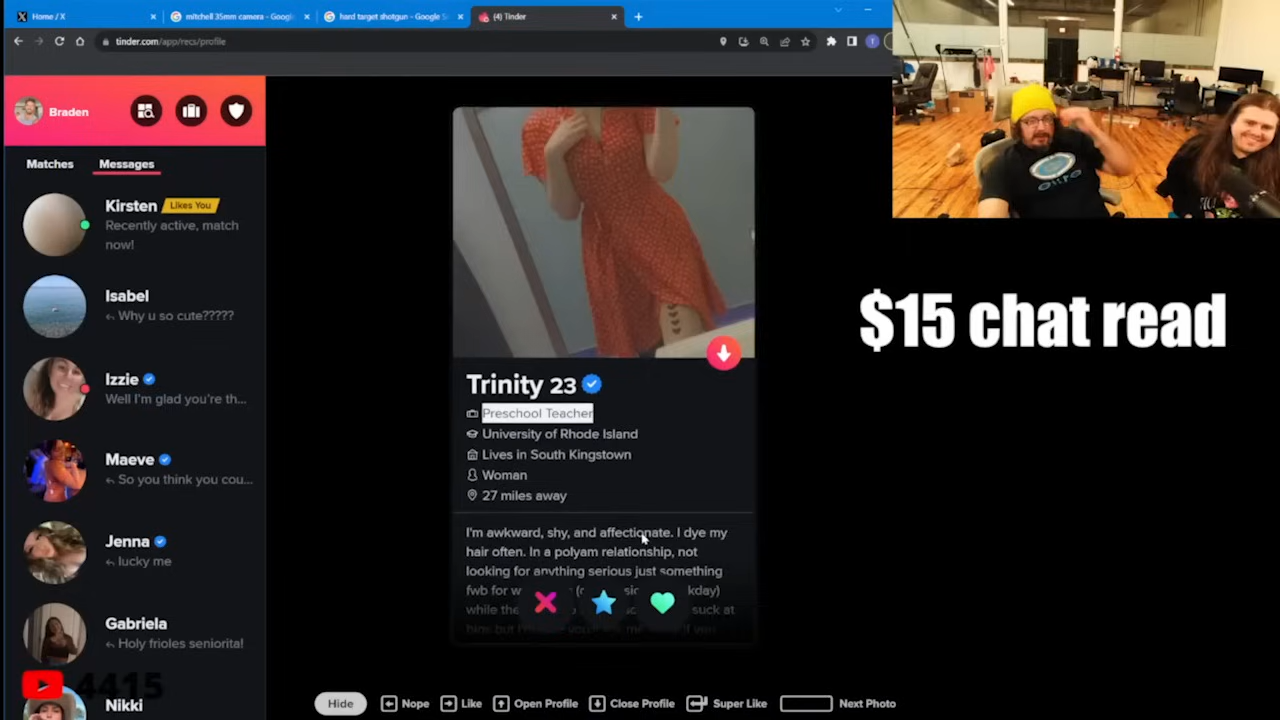 Home / X
mitchell 35mm camera - Googl
hard target shotgun - Google S
(4) Tinder
tinder.com/app/recs/profile
T
Braden
Matches
Messages
Kirsten
Likes You
Recently active, match
now!
Isabel
Why u so cute?????
Izzie
Well I'm glad you're th...
Maeve
So you think you cou...
Jenna
lucky me
Gabriela
Holy frioles seniorita!
4415
Nikki
Trinity 23
Preschool Teacher
University of Rhode Island
Lives in South Kingstown
Woman
27 miles away
I'm awkward, shy, and affectionate. I dye my
hair often. In a polyam relationship, not
looking for anything serious just something
fwb for
while the
suck at
$15 chat read
Hide
Nope
Like
Open Profile
Close Profile
Super Like
Next Photo